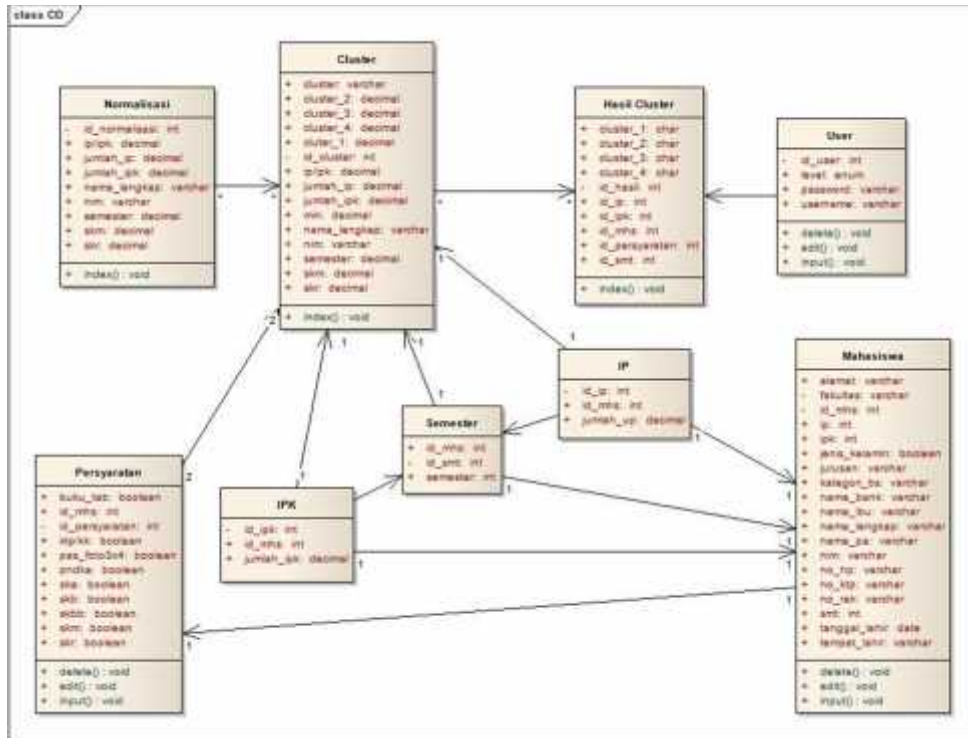 class CD
Cluster
+ cluster: varchar
+ cluster_2: decimal
+ cluster_3: decimal
+ cluster_4: decimal
+ cluter_1: decimal
- id_cluster: int
+ ip/ipk: decimal
+ jumlah_ip: decimal
+ jumlah_ipk: decimal
+ min: decimal
+ nama_lengkap: varchar
+ nim: varchar
+ semester: decimal
+ skm: decimal
+ skr: decimal
+ index() : void
Normalisasi
- id_normalisasi: int
+ ip/ipk: decimal
+ jumlah_ip: decimal
+ jumlah_ipk: decimal
+ nama_lengkap: varchar
+ nim: varchar
+ semester: decimal
+ skm: decimal
+ skr: decimal
+ index() : void
Hasil Cluster
+ cluster_1: char
+ cluster_2: char
+ cluster_3: char
+ cluster_4: char
- id_hasil: int
+ id_ip: int
+ id_ipk: int
+ id_mhs: int
+ id_persyaratan: int
+ id_smt: int
+ index() : void
User
- id_user: int
+ level: enum
+ password: varchar
+ username: varchar
+ delete() : void
+ edit() : void
+ input() : void
IP
- id_ip: int
+ id_mhs: int
+ jumlah_yp: decimal
Semester
+ id_mhs: int
- id_smt: int
+ semester: int
IPK
- id_ipk: int
+ id_mhs: int
+ jumlah_ipk: decimal
Persyaratan
+ buku_tab: boolean
+ id_mhs: int
- id_persyaratan: int
+ ktp/kk: boolean
+ pas_foto3x4: boolean
+ pndka: boolean
+ ska: boolean
+ skb: boolean
+ skbb: boolean
+ skm: boolean
+ skr: boolean
+ delete() : void
+ edit() : void
+ input() : void
Mahasiswa
+ alamat: varchar
- fakultas: varchar
- id_mhs: int
+ ip: int
+ ipk: int
+ jenis_kelamin: boolean
+ jurusan: varchar
+ kategori_bs: varchar
+ nama_bank: varchar
+ nama_ibu: varchar
+ nama_lengkap: varchar
+ nama_pa: varchar
+ nim: varchar
+ no_hp: varchar
+ no_ktp: varchar
+ no_rek: varchar
+ smt: int
+ tanggal_lahir: date
+ tempat_lahir: varchar
+ delete() : void
+ edit() : void
+ input() : void